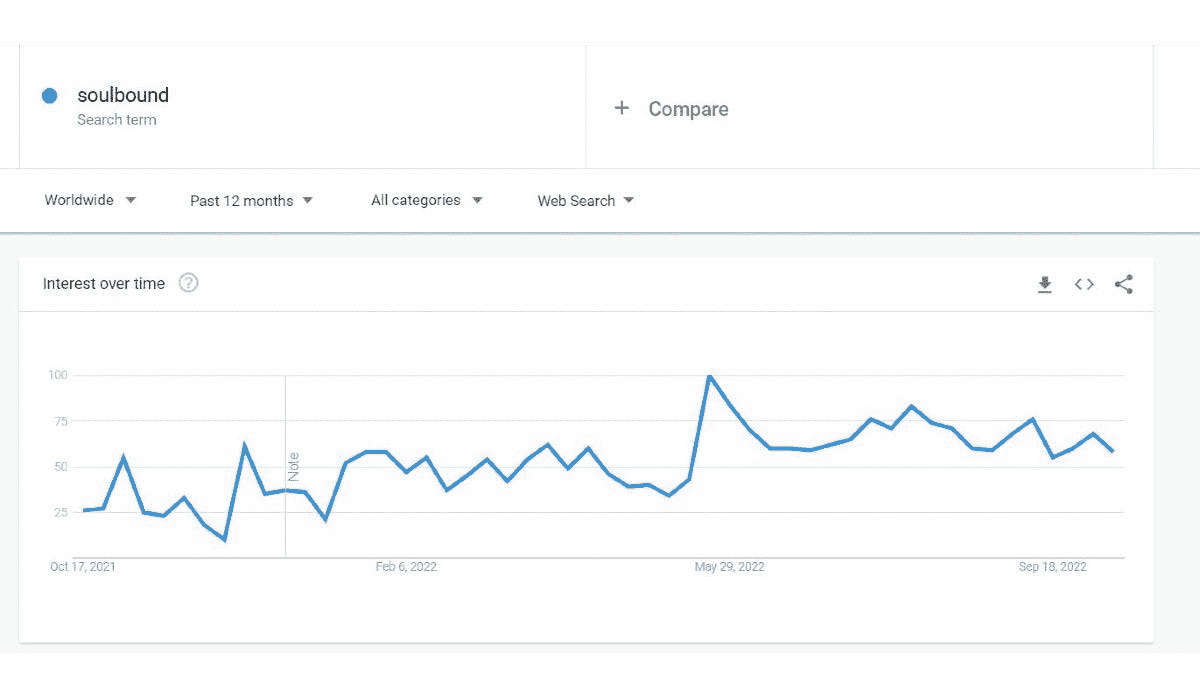 soulbound
Search term
+ Compare
Worldwide
Past 12 months
All categories
Web Search
Interest over time
?
100
75
50
25
Note
Oct 17, 2021
Feb 6, 2022
May 29, 2022
Sep 18, 2022